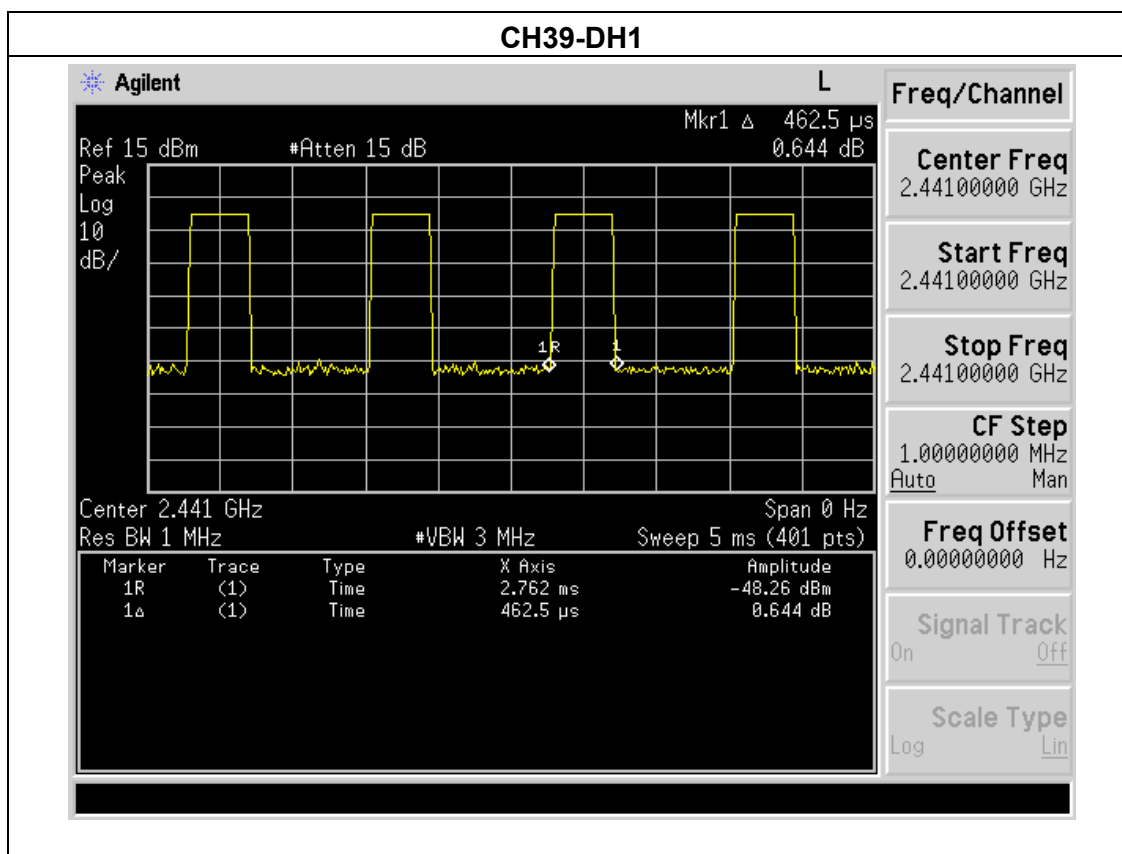 CH39-DH1
Agilent L
Mkr1 Δ 462.5 µs
Ref 15 dBm #Atten 15 dB 0.644 dB
Peak
Log
10
dB/
1R 1
Center 2.441 GHz Span 0 Hz
Res BW 1 MHz #VBW 3 MHz Sweep 5 ms (401 pts)
Marker Trace Type X Axis Amplitude
1R (1) Time 2.762 ms -48.26 dBm
1Δ (1) Time 462.5 µs 0.644 dB
Freq/Channel
Center Freq
2.44100000 GHz
Start Freq
2.44100000 GHz
Stop Freq
2.44100000 GHz
CF Step
1.00000000 MHz
Auto Man
Freq Offset
0.00000000 Hz
Signal Track
On Off
Scale Type
Log Lin